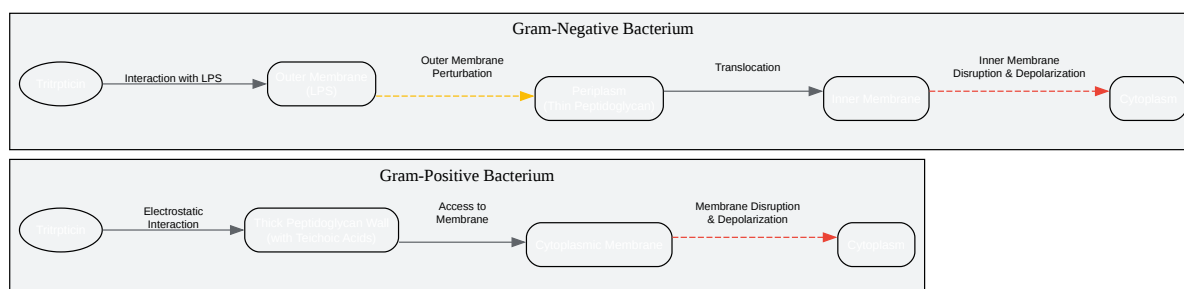 Gram-Negative Bacterium
Tritrpticin
Interaction with LPS
Outer Membrane
(LPS)
Outer Membrane
Perturbation
Periplasm
(Thin Peptidoglycan)
Translocation
Inner Membrane
Inner Membrane
Disruption & Depolarization
Cytoplasm
Gram-Positive Bacterium
Tritrpticin
Electrostatic
Interaction
Thick Peptidoglycan Wall
(with Teichoic Acids)
Access to
Membrane
Cytoplasmic Membrane
Membrane Disruption
& Depolarization
Cytoplasm